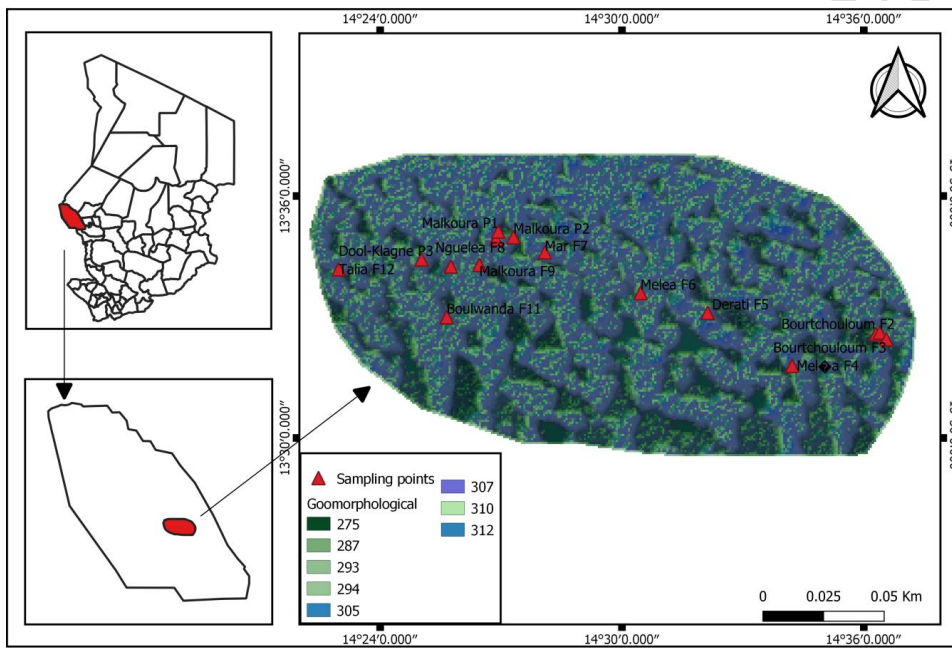 14°24′0.000″ 14°30′0.000″ 14°36′0.000″
13°36′0.000″
13°30′0.000″
Malkoura P1
Malkoura P2
Dool-Klagne P3
Nguelea F8
Mar F7
Talia F12
Malkoura F9
Melea F6
Boulwanda F11
Derati F5
Bourtchouloum F2
Bourtchouloum F3
Mel�a F4
Sampling points
Goomorphological
275
287
293
294
305
307
310
312
0 0.025 0.05 Km
14°24′0.000″ 14°30′0.000″ 14°36′0.000″